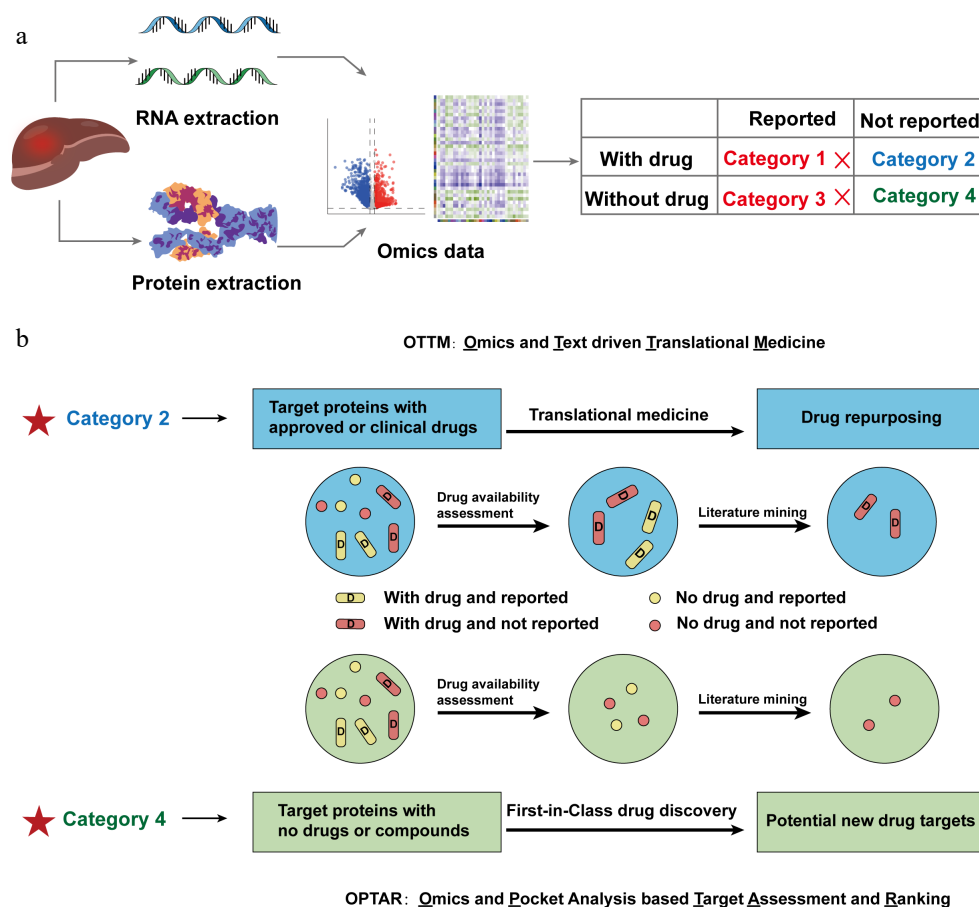 a
RNA extraction
Protein extraction
Omics data
Reported
Not reported
With drug
Category 1 ×
Category 2
Without drug
Category 3 ×
Category 4
b
OTTM: Omics and Text driven Translational Medicine
Category 2
Target proteins with
approved or clinical drugs
Translational medicine
Drug repurposing
Drug availability
assessment
Literature mining
D
D
D
D
D
D
D
D
D
D
D With drug and reported
No drug and reported
D With drug and not reported
No drug and not reported
Drug availability
assessment
Literature mining
D
D
D
D
Category 4
Target proteins with
no drugs or compounds
First-in-Class drug discovery
Potential new drug targets
OPTAR: Omics and Pocket Analysis based Target Assessment and Ranking